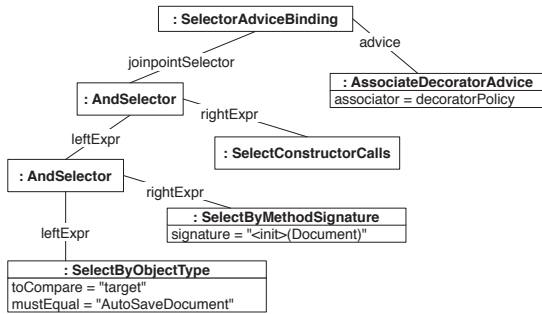 : SelectorAdviceBinding
advice
joinpointSelector
: AssociateDecoratorAdvice
associator = decoratorPolicy
: AndSelector
rightExpr
leftExpr
: SelectConstructorCalls
: AndSelector
rightExpr
: SelectByMethodSignature
signature = "<init>(Document)"
leftExpr
: SelectByObjectType
toCompare = "target"
mustEqual = "AutoSaveDocument"